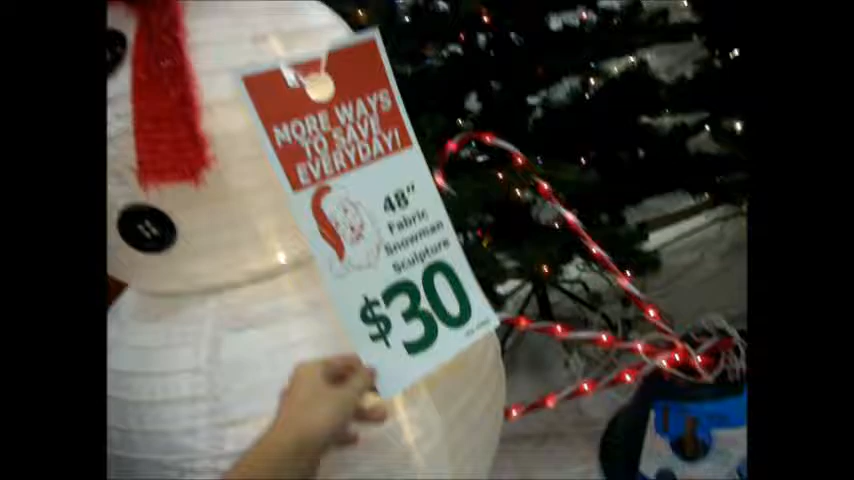 MORE WAYS
TO SAVE
EVERYDAY!
48"
Fabric
Snowman
Sculpture
$30